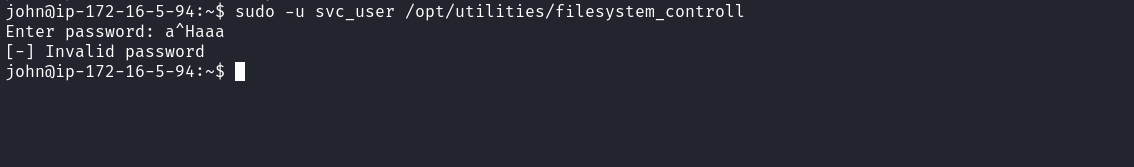 john@ip-172-16-5-94:~$ sudo -u svc_user /opt/utilities/filesystem_controll
Enter password: a^Haaa
[-] Invalid password
john@ip-172-16-5-94:~$